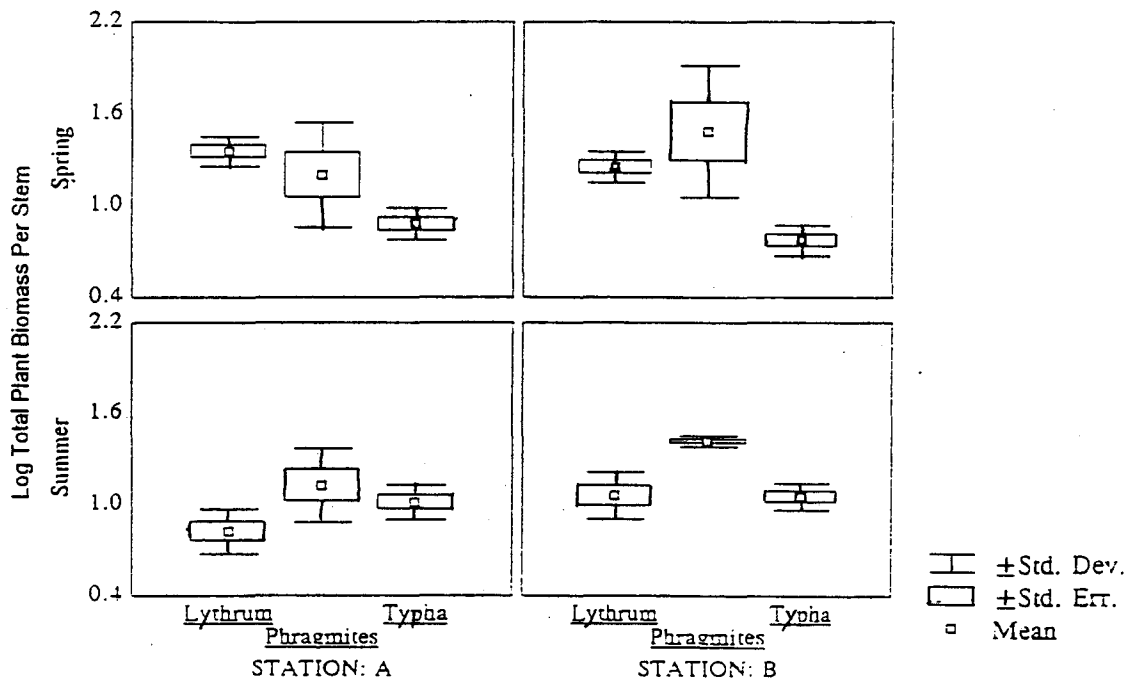 Log Total Plant Biomass Per Stem
Spring
2.2
1.6
1.0
0.4
Summer
2.2
1.6
1.0
0.4
Lythrum
Phragmites
Typha
STATION: A
Lythrum
Phragmites
Typha
STATION: B
±Std. Dev.
±Std. Err.
Mean